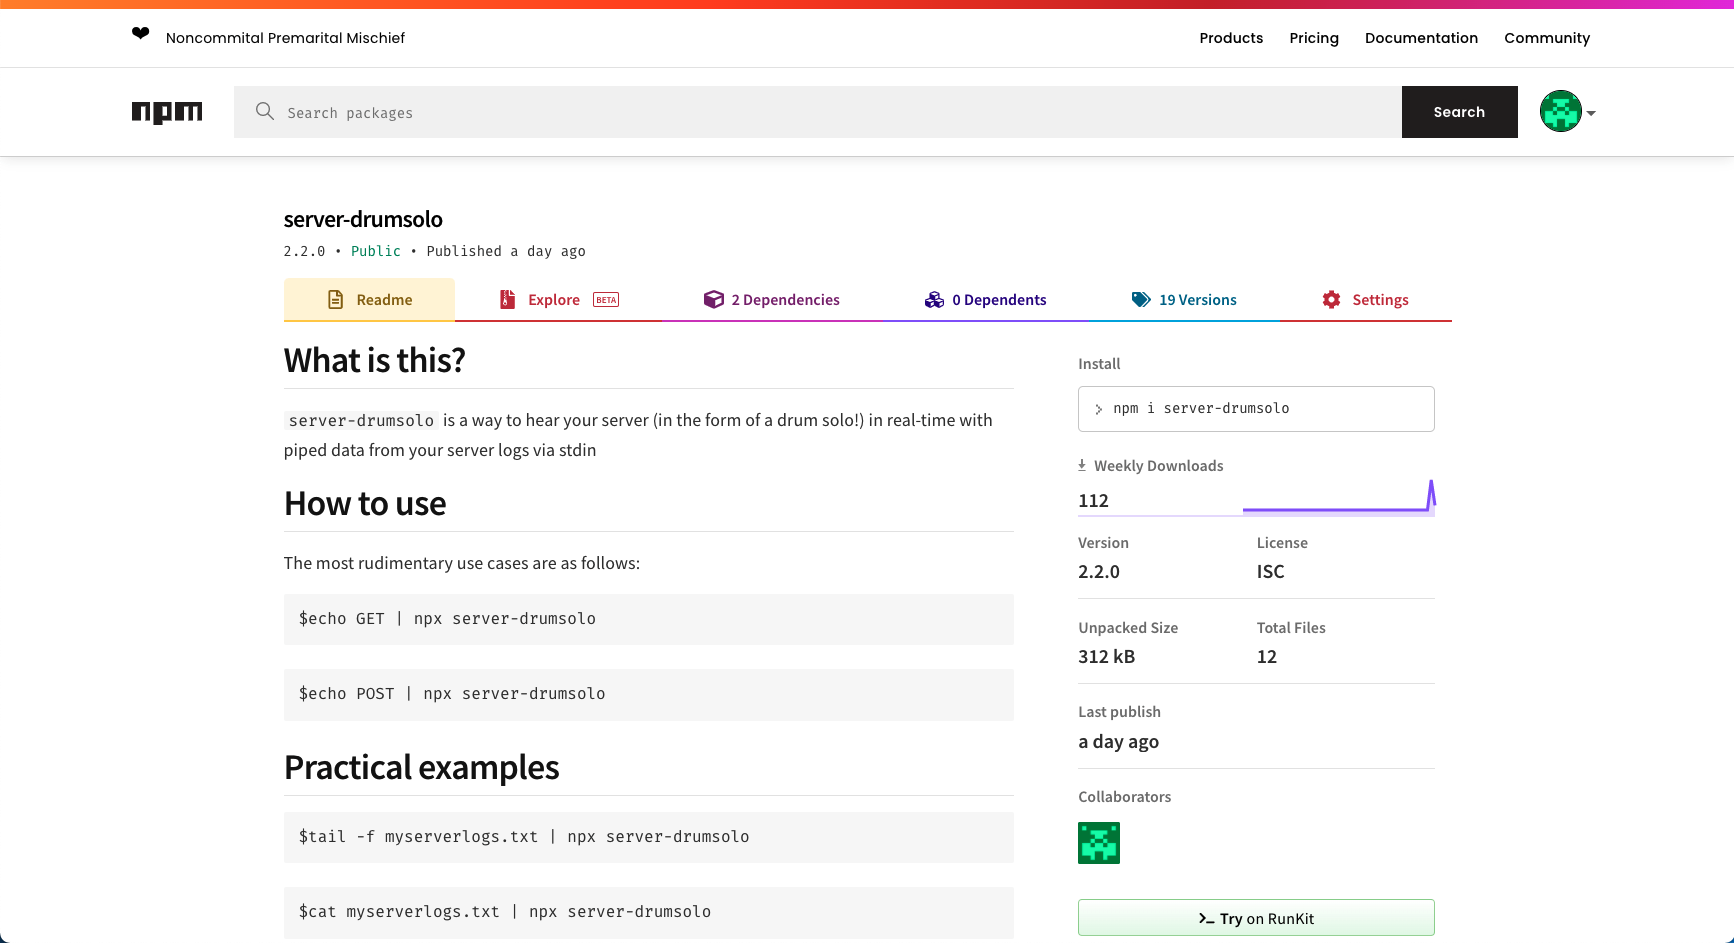 Noncommital Premarital Mischief
Products Pricing Documentation Community
npm
Search packages
Search
server-drumsolo
2.2.0 • Public • Published a day ago
Readme
Explore BETA
2 Dependencies
0 Dependents
19 Versions
Settings
What is this?
server-drumsolo is a way to hear your server (in the form of a drum solo!) in real-time with
piped data from your server logs via stdin
How to use
The most rudimentary use cases are as follows:
$echo GET | npx server-drumsolo
$echo POST | npx server-drumsolo
Practical examples
$tail -f myserverlogs.txt | npx server-drumsolo
$cat myserverlogs.txt | npx server-drumsolo
Install
> npm i server-drumsolo
Weekly Downloads
112
Version
2.2.0
License
ISC
Unpacked Size
312 kB
Total Files
12
Last publish
a day ago
Collaborators
>_ Try on RunKit